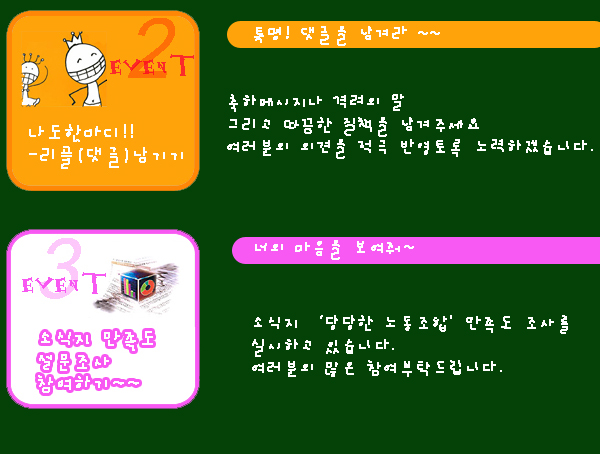 2
EVENT
나도한마디!!
-리플(댓글)남기기
특명! 댓글을 남겨라 ~~
축하메시지나 격려의 말
그리고 따끔한 질책을 남겨주세요
여러분의 의견을 적극 반영토록 노력하겠습니다.
3
EVENT
소식지 만족도
설문조사
참여하기~~
너의 마음을 보여줘~
소식지 '당당한 노동조합' 만족도 조사를
실시하고 있습니다.
여러분의 많은 참여부탁드립니다.